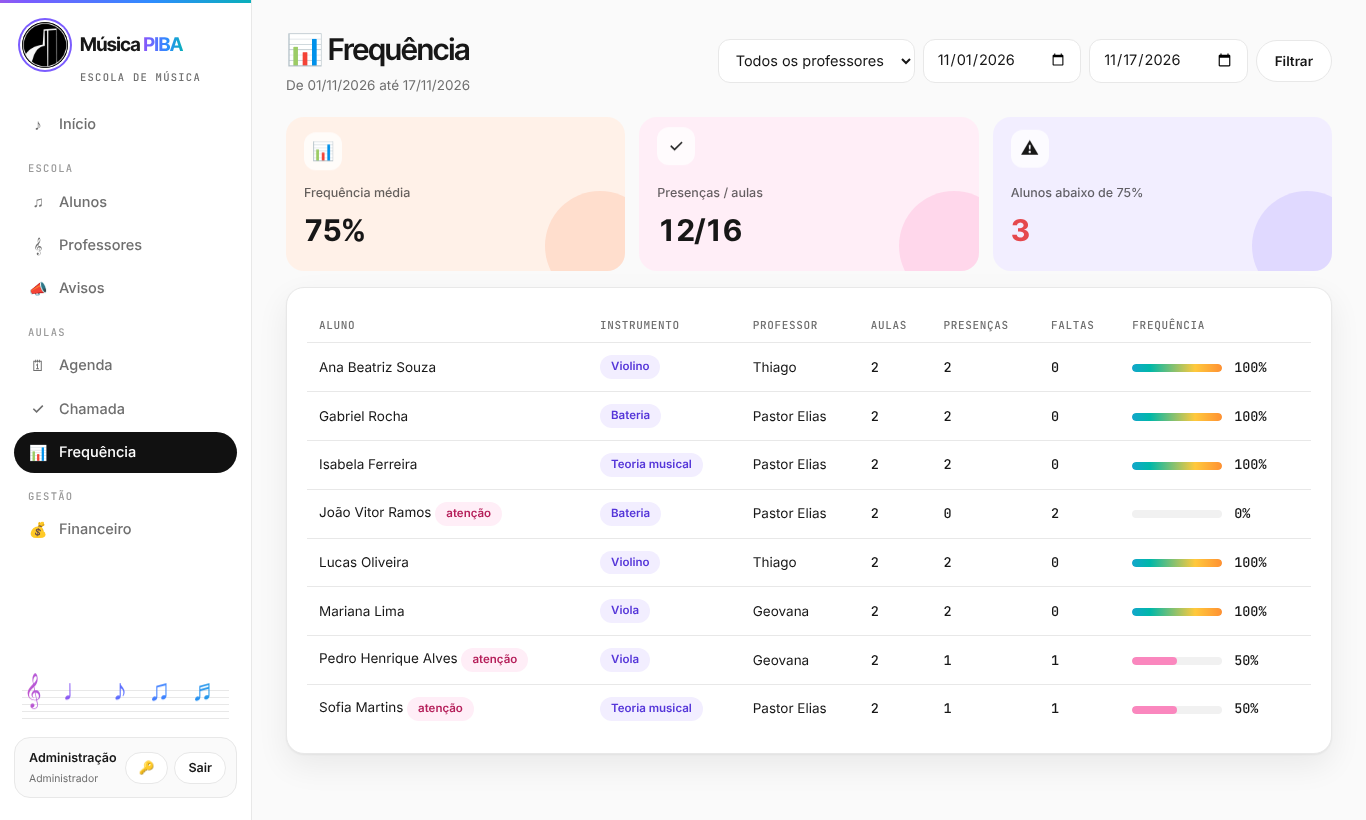 Música PIBA
ESCOLA DE MÚSICA
Início
ESCOLA
Alunos
Professores
Avisos
AULAS
Agenda
Chamada
Frequência
GESTÃO
Financeiro
Administração
Administrador
Sair
Frequência
De 01/11/2026 até 17/11/2026
Todos os professores
11/01/2026
11/17/2026
Filtrar
Frequência média
75%
Presenças / aulas
12/16
Alunos abaixo de 75%
3
ALUNO INSTRUMENTO PROFESSOR AULAS PRESENÇAS FALTAS FREQUÊNCIA
Ana Beatriz Souza Violino Thiago 2 2 0 100%
Gabriel Rocha Bateria Pastor Elias 2 2 0 100%
Isabela Ferreira Teoria musical Pastor Elias 2 2 0 100%
João Vitor Ramos atenção Bateria Pastor Elias 2 0 2 0%
Lucas Oliveira Violino Thiago 2 2 0 100%
Mariana Lima Viola Geovana 2 2 0 100%
Pedro Henrique Alves atenção Viola Geovana 2 1 1 50%
Sofia Martins atenção Teoria musical Pastor Elias 2 1 1 50%